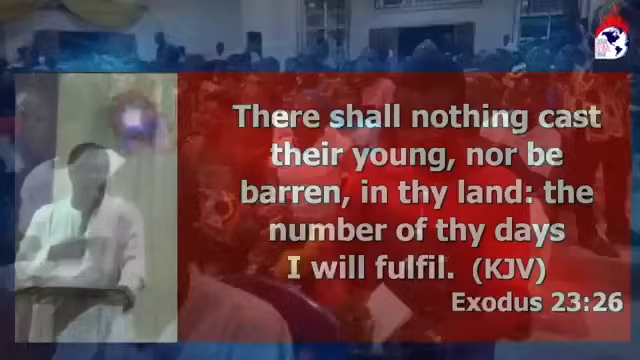 There shall nothing cast
their young, nor be
barren, in thy land: the
number of thy days
I will fulfil. (KJV)
Exodus 23:26